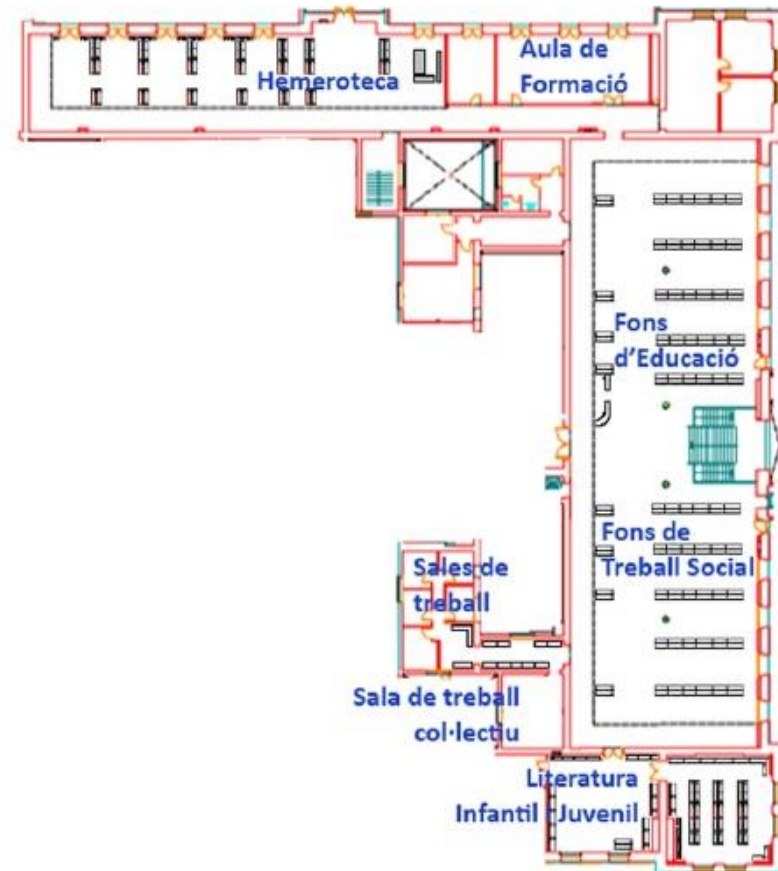 Hemeroteca
Aula de
Formació
Fons
d'Educació
Fons de
Treball Social
Sales de
treball
Sala de treball
col·lectiu
Literatura
Infantil i Juvenil